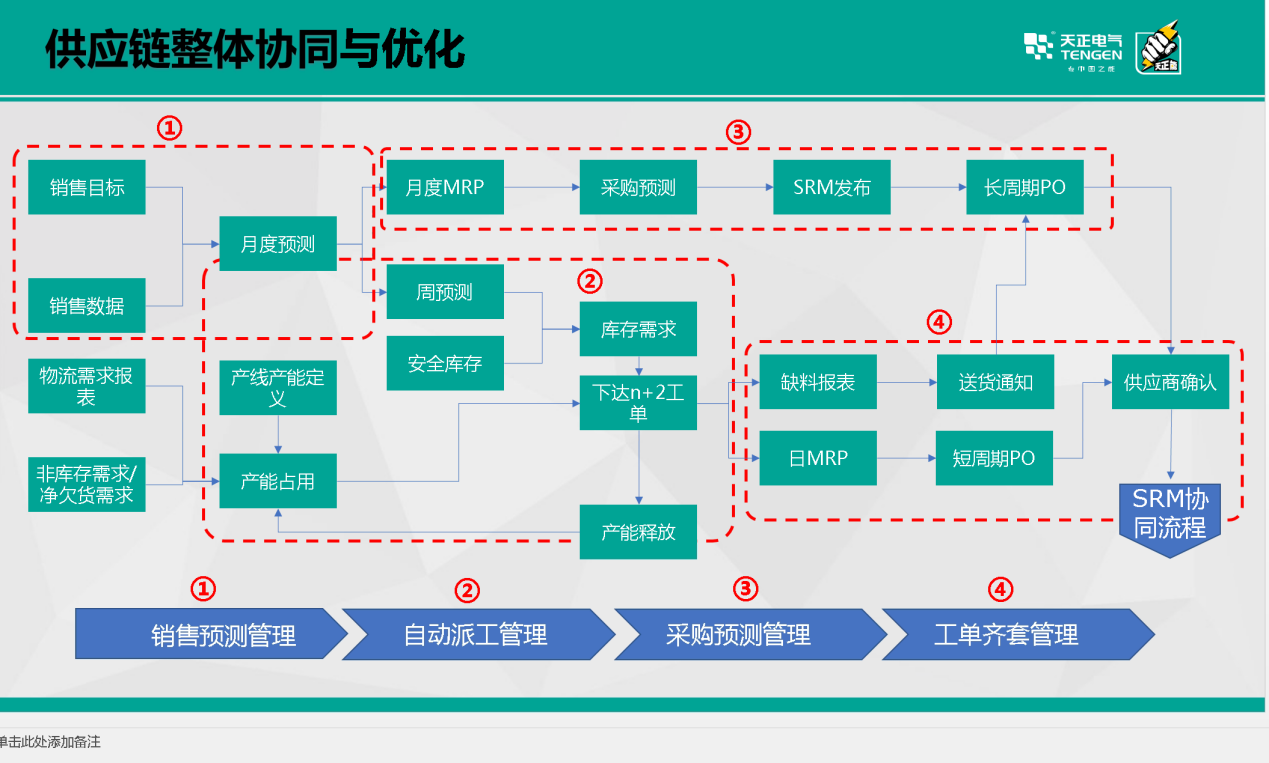 供应链整体协同与优化
天正电气
TENGEN
专中国之能
天正能
①
③
销售目标
月度MRP
采购预测
SRM发布
长周期PO
月度预测
②
周预测
销售数据
库存需求
④
安全库存
物流需求报
表
产线产能定
义
下达n+2工
单
缺料报表
送货通知
供应商确认
日MRP
短周期PO
非库存需求/
净欠货需求
产能占用
产能释放
SRM协
同流程
①
②
③
④
销售预测管理
自动派工管理
采购预测管理
工单齐套管理
单击此处添加备注